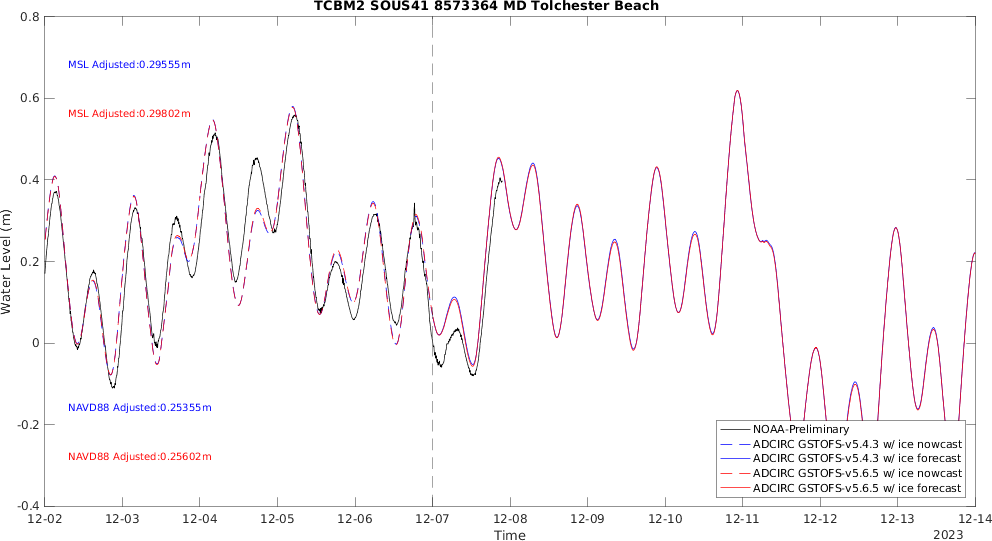 TCBM2 SOUS41 8573364 MD Tolchester Beach
Water Level (m)
0.8
0.6
0.4
0.2
0
-0.2
-0.4
MSL Adjusted:0.29555m
MSL Adjusted:0.29802m
NAVD88 Adjusted:0.25355m
NAVD88 Adjusted:0.25602m
NOAA-Preliminary
ADCIRC GSTOFS-v5.4.3 w/ ice nowcast
ADCIRC GSTOFS-v5.4.3 w/ ice forecast
ADCIRC GSTOFS-v5.6.5 w/ ice nowcast
ADCIRC GSTOFS-v5.6.5 w/ ice forecast
12-02 12-03 12-04 12-05 12-06 12-07 12-08 12-09 12-10 12-11 12-12 12-13 12-14
Time
2023